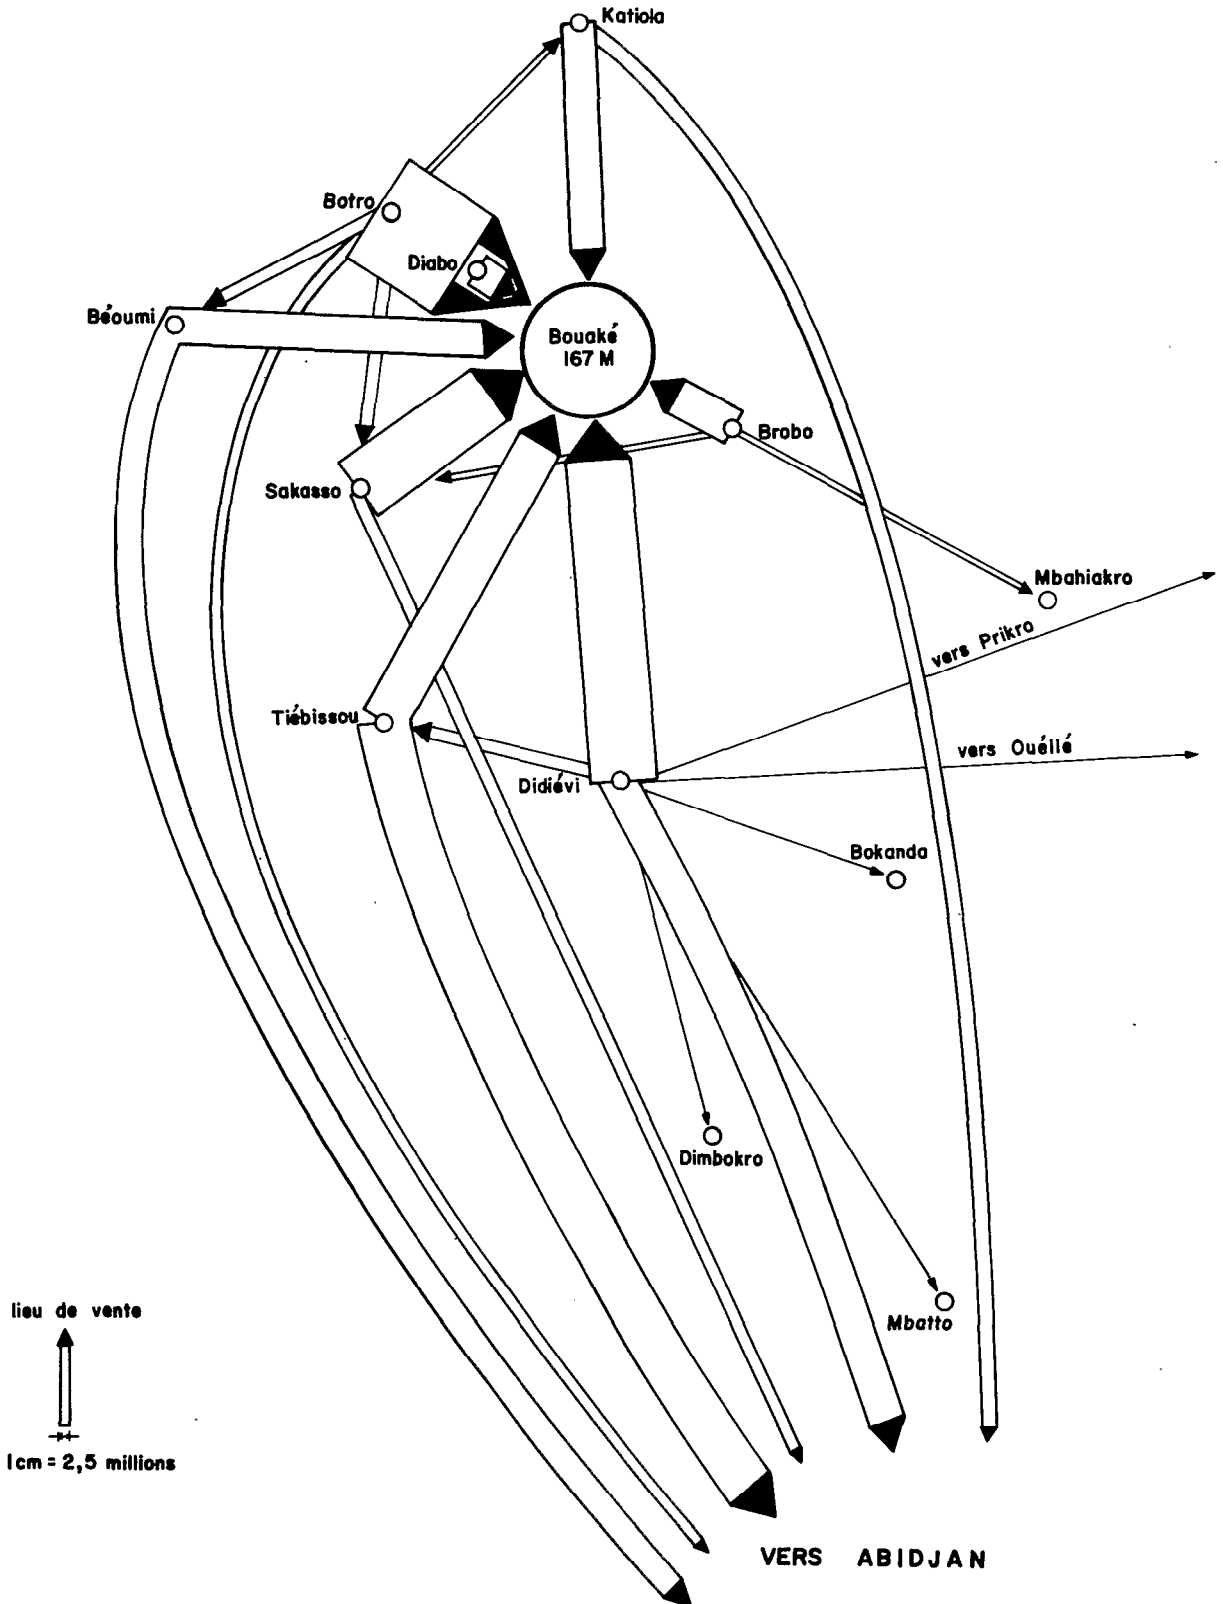 Katiola
Botro
Diabo
Béoumi
Bouaké
167 M
Brobo
Sakasso
Mbahiakro
vers Prikro
Tiébissou
vers Ouéllé
Didiévi
Bokanda
Dimbokro
lieu de vente
Mbatto
1cm = 2,5 millions
VERS ABIDJAN